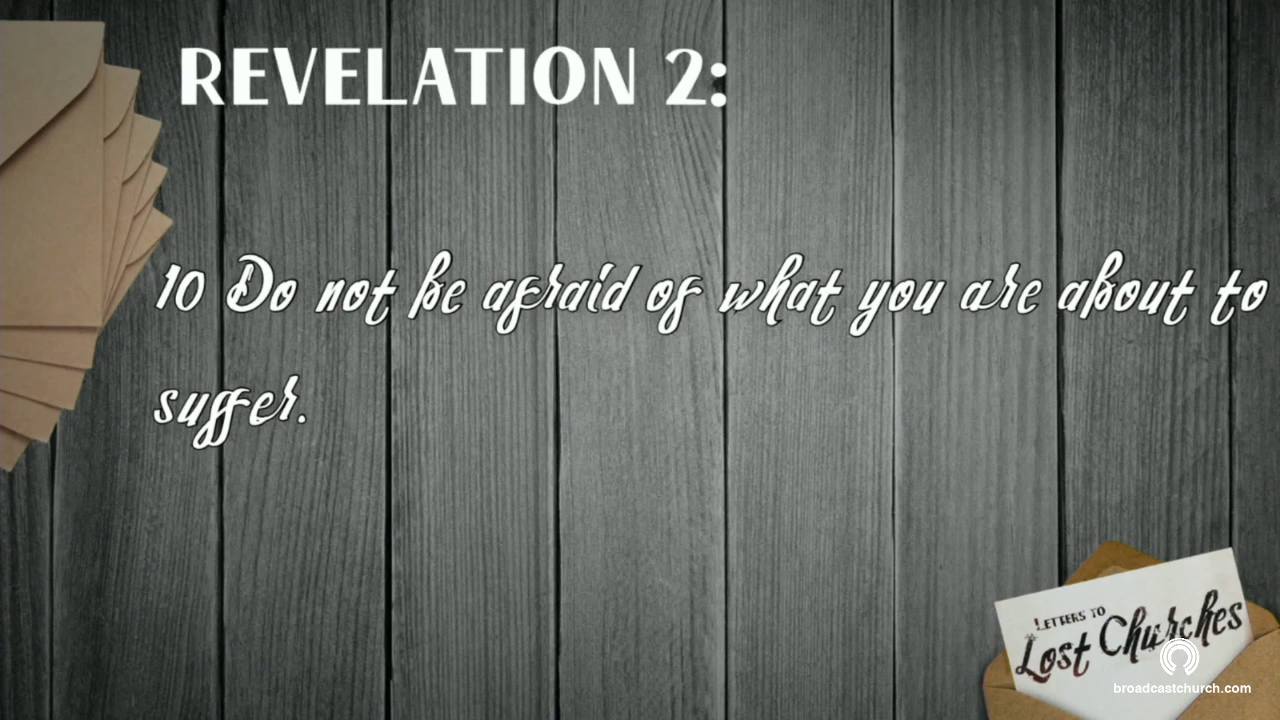 REVELATION 2:
10 Do not be afraid of what you are about to
suffer.
LETTERS TO
Lost Churches
broadcastchurch.com